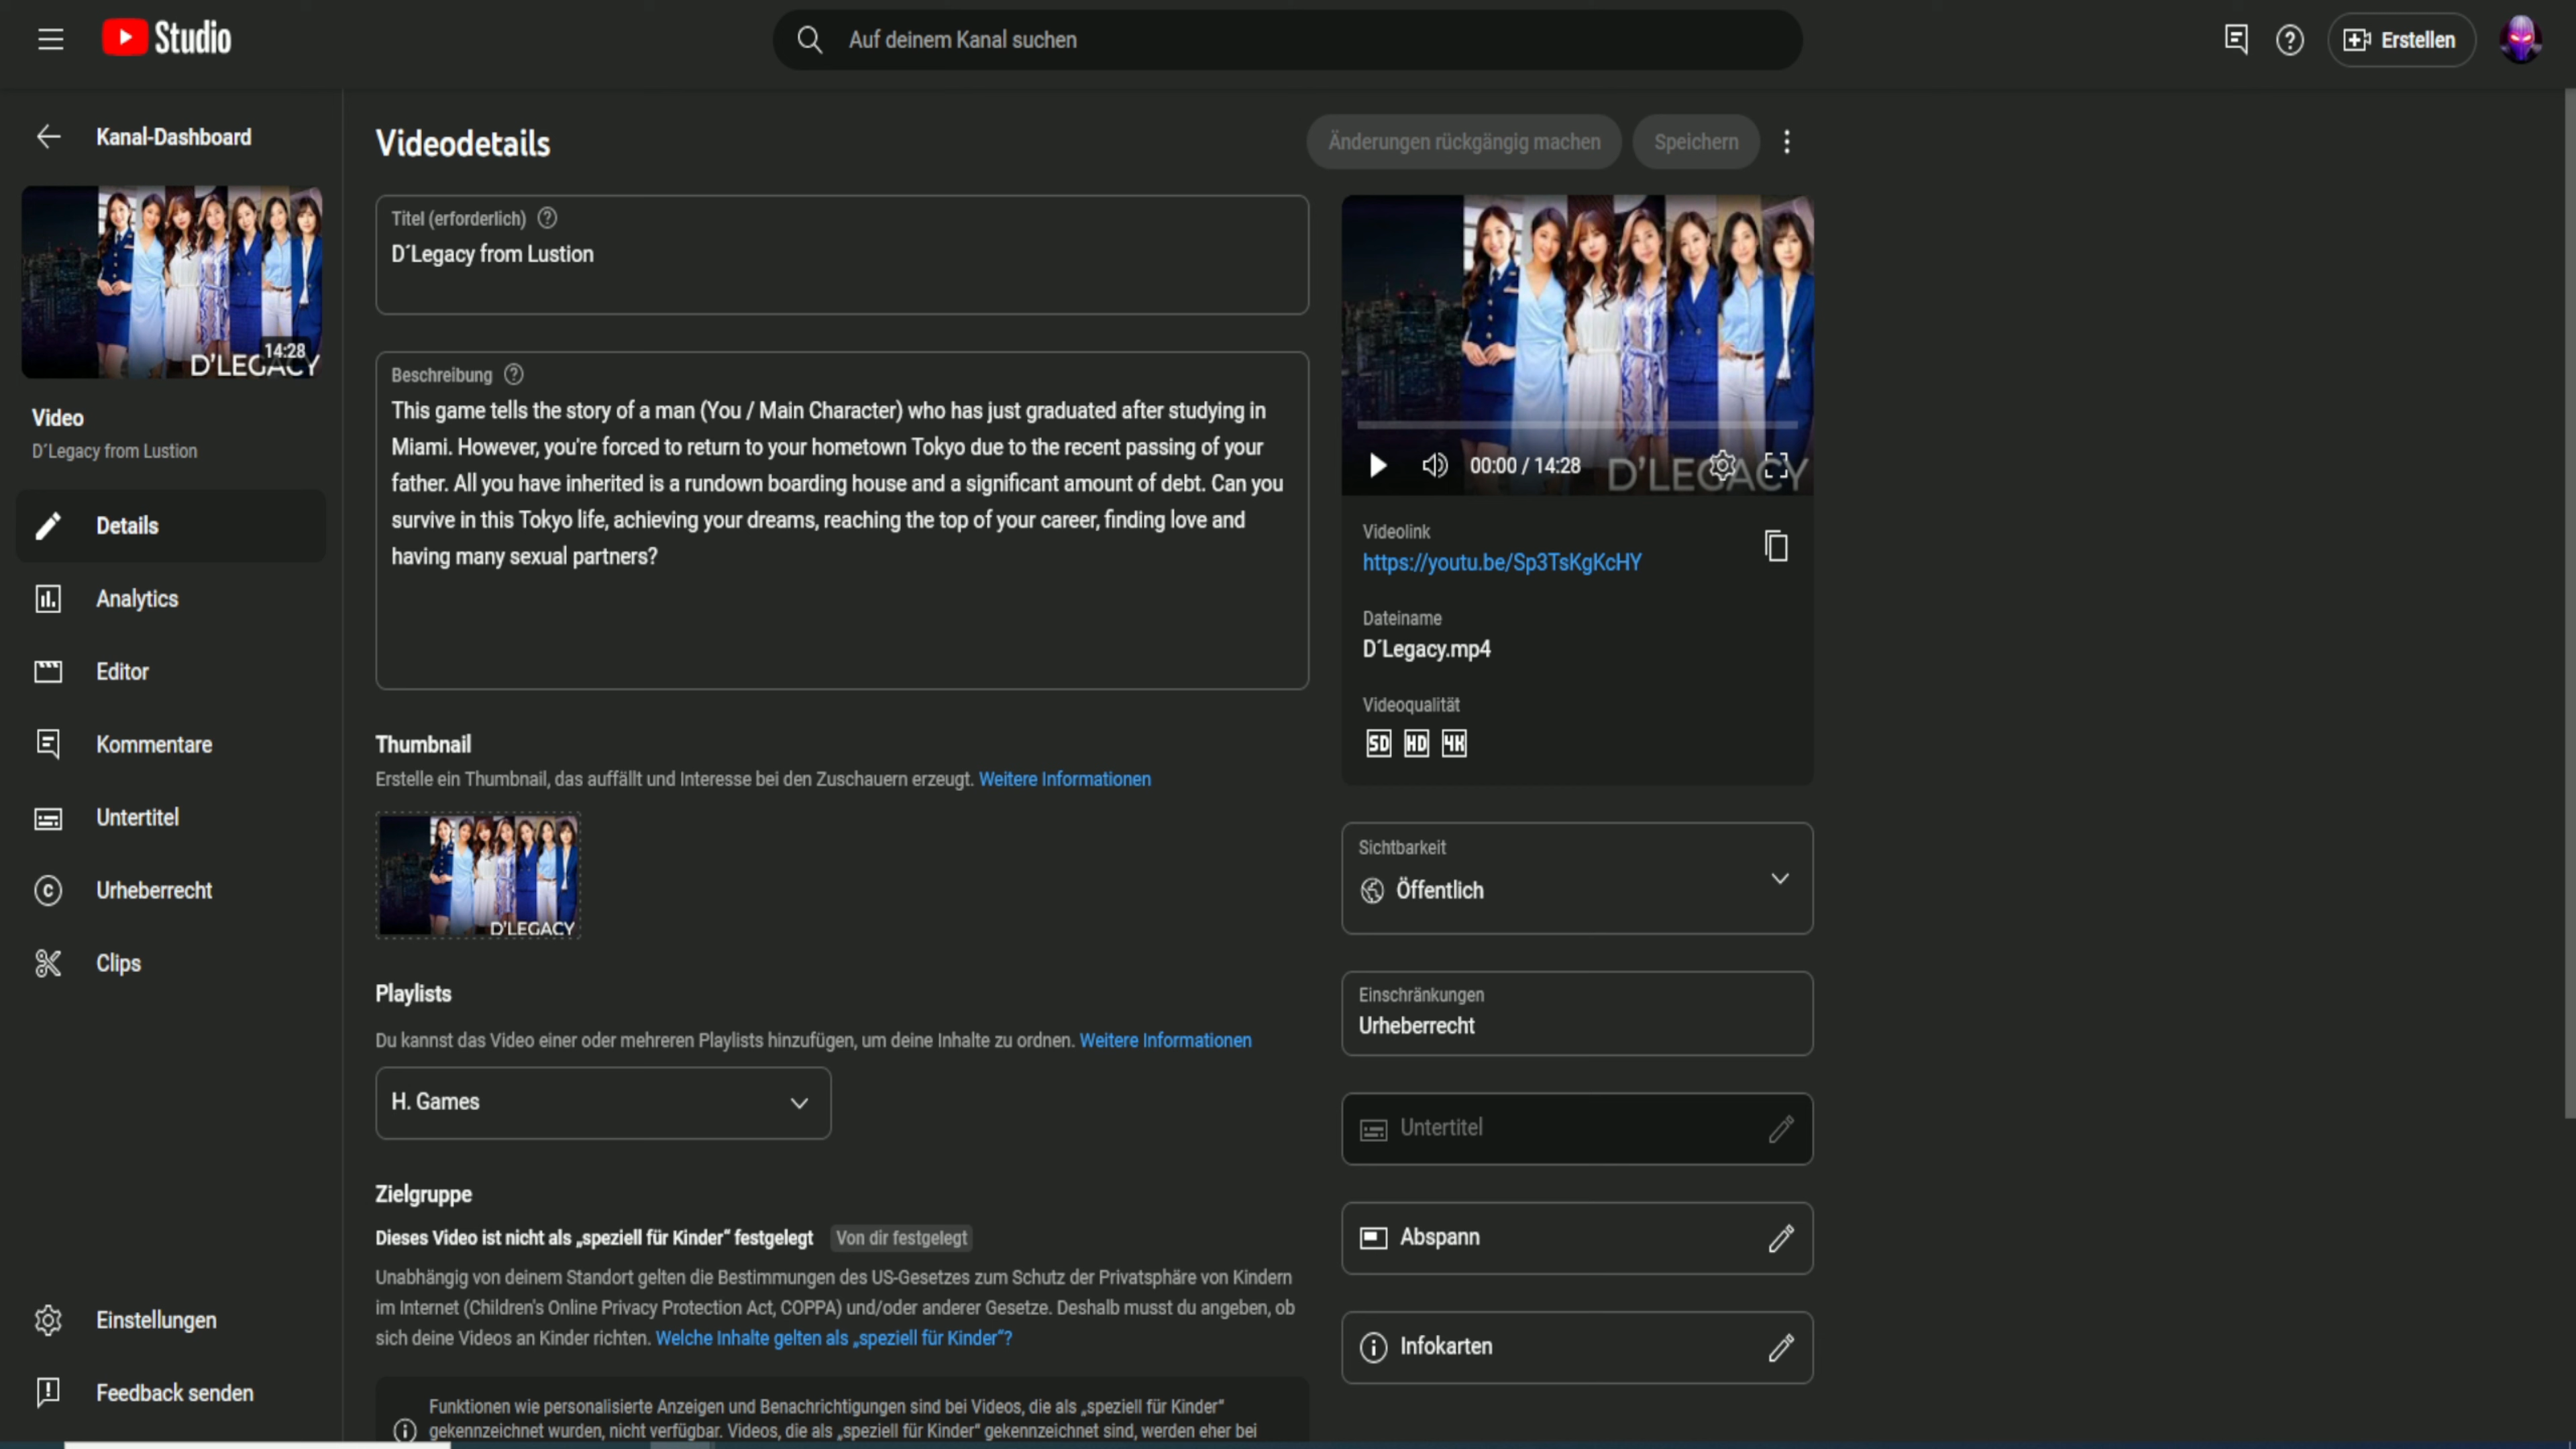 Studio
Auf deinem Kanal suchen
Erstellen
Kanal-Dashboard
14:28
D'LEGACY
Video
D´Legacy from Lustion
Details
Analytics
Editor
Kommentare
Untertitel
Urheberrecht
Clips
Einstellungen
Feedback senden
Videodetails
Änderungen rückgängig machen
Speichern
Titel (erforderlich)
D´Legacy from Lustion
Beschreibung
This game tells the story of a man (You / Main Character) who has just graduated after studying in
Miami. However, you're forced to return to your hometown Tokyo due to the recent passing of your
father. All you have inherited is a rundown boarding house and a significant amount of debt. Can you
survive in this Tokyo life, achieving your dreams, reaching the top of your career, finding love and
having many sexual partners?
Thumbnail
Erstelle ein Thumbnail, das auffällt und Interesse bei den Zuschauern erzeugt. Weitere Informationen
D'LEGACY
Playlists
Du kannst das Video einer oder mehreren Playlists hinzufügen, um deine Inhalte zu ordnen. Weitere Informationen
H. Games
Zielgruppe
Dieses Video ist nicht als „speziell für Kinder“ festgelegt Von dir festgelegt
Unabhängig von deinem Standort gelten die Bestimmungen des US-Gesetzes zum Schutz der Privatsphäre von Kindern
im Internet (Children's Online Privacy Protection Act, COPPA) und/oder anderer Gesetze. Deshalb musst du angeben, ob
sich deine Videos an Kinder richten. Welche Inhalte gelten als „speziell für Kinder“?
Funktionen wie personalisierte Anzeigen und Benachrichtigungen sind bei Videos, die als „speziell für Kinder“
gekennzeichnet wurden, nicht verfügbar. Videos, die als „speziell für Kinder“ gekennzeichnet sind, werden eher bei
00:00 / 14:28
D'LEGACY
Videolink
https://youtu.be/Sp3TsKgKcHY
Dateiname
D´Legacy.mp4
Videoqualität
SD HD 4K
Sichtbarkeit
Öffentlich
Einschränkungen
Urheberrecht
Untertitel
Abspann
Infokarten